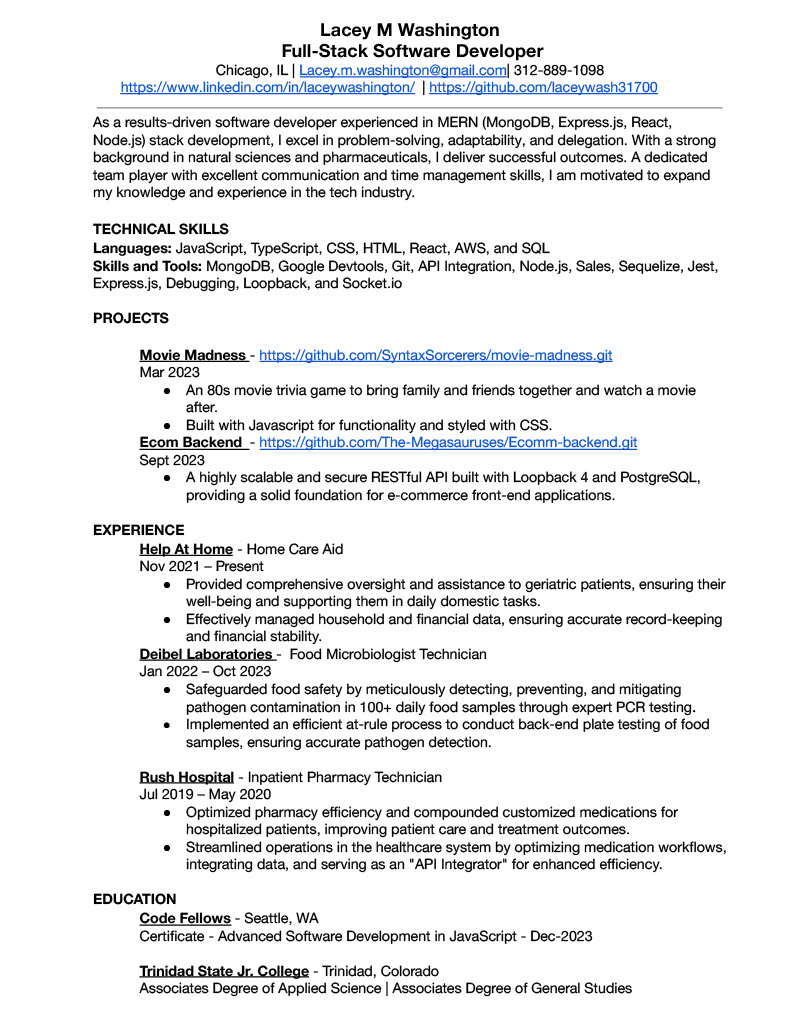 Lacey M Washington
Full-Stack Software Developer
Chicago, IL | Lacey.m.washington@gmail.com| 312-889-1098
https://www.linkedin.com/in/laceywashington/ | https://github.com/laceywash31700
As a results-driven software developer experienced in MERN (MongoDB, Express.js, React,
Node.js) stack development, I excel in problem-solving, adaptability, and delegation. With a strong
background in natural sciences and pharmaceuticals, I deliver successful outcomes. A dedicated
team player with excellent communication and time management skills, I am motivated to expand
my knowledge and experience in the tech industry.
TECHNICAL SKILLS
Languages: JavaScript, TypeScript, CSS, HTML, React, AWS, and SQL
Skills and Tools: MongoDB, Google Devtools, Git, API Integration, Node.js, Sales, Sequelize, Jest,
Express.js, Debugging, Loopback, and Socket.io
PROJECTS
Movie Madness - https://github.com/SyntaxSorcerers/movie-madness.git
Mar 2023
● An 80s movie trivia game to bring family and friends together and watch a movie
after.
● Built with Javascript for functionality and styled with CSS.
Ecom Backend - https://github.com/The-Megasauruses/Ecomm-backend.git
Sept 2023
● A highly scalable and secure RESTful API built with Loopback 4 and PostgreSQL,
providing a solid foundation for e-commerce front-end applications.
EXPERIENCE
Help At Home - Home Care Aid
Nov 2021 – Present
● Provided comprehensive oversight and assistance to geriatric patients, ensuring their
well-being and supporting them in daily domestic tasks.
● Effectively managed household and financial data, ensuring accurate record-keeping
and financial stability.
Deibel Laboratories - Food Microbiologist Technician
Jan 2022 – Oct 2023
● Safeguarded food safety by meticulously detecting, preventing, and mitigating
pathogen contamination in 100+ daily food samples through expert PCR testing.
● Implemented an efficient at-rule process to conduct back-end plate testing of food
samples, ensuring accurate pathogen detection.
Rush Hospital - Inpatient Pharmacy Technician
Jul 2019 – May 2020
● Optimized pharmacy efficiency and compounded customized medications for
hospitalized patients, improving patient care and treatment outcomes.
● Streamlined operations in the healthcare system by optimizing medication workflows,
integrating data, and serving as an "API Integrator" for enhanced efficiency.
EDUCATION
Code Fellows - Seattle, WA
Certificate - Advanced Software Development in JavaScript - Dec-2023
Trinidad State Jr. College - Trinidad, Colorado
Associates Degree of Applied Science | Associates Degree of General Studies